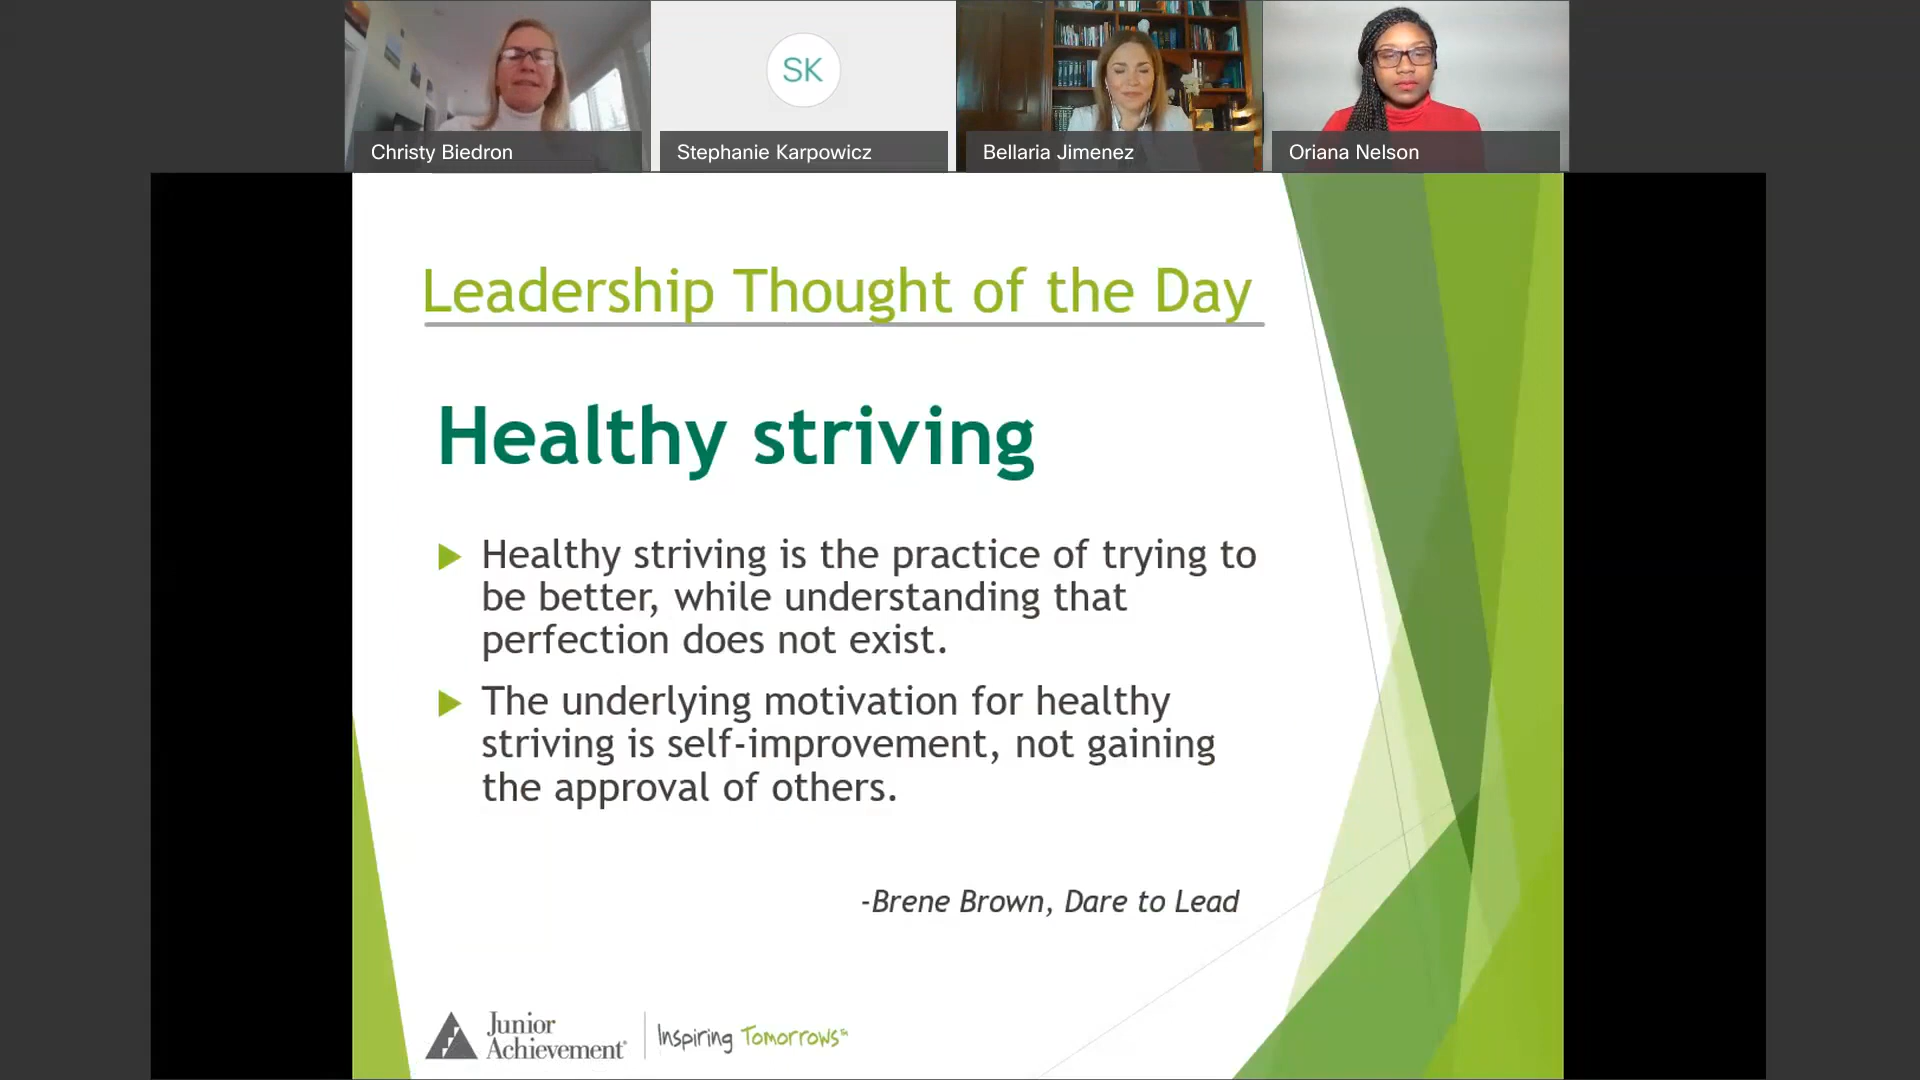 SK
Christy Biedron
Stephanie Karpowicz
Bellaria Jimenez
Oriana Nelson
Leadership Thought of the Day
Healthy striving
Healthy striving is the practice of trying to
be better, while understanding that
perfection does not exist.
The underlying motivation for healthy
striving is self-improvement, not gaining
the approval of others.
-Brene Brown, Dare to Lead
Junior
Achievement®
Inspiring Tomorrows℠